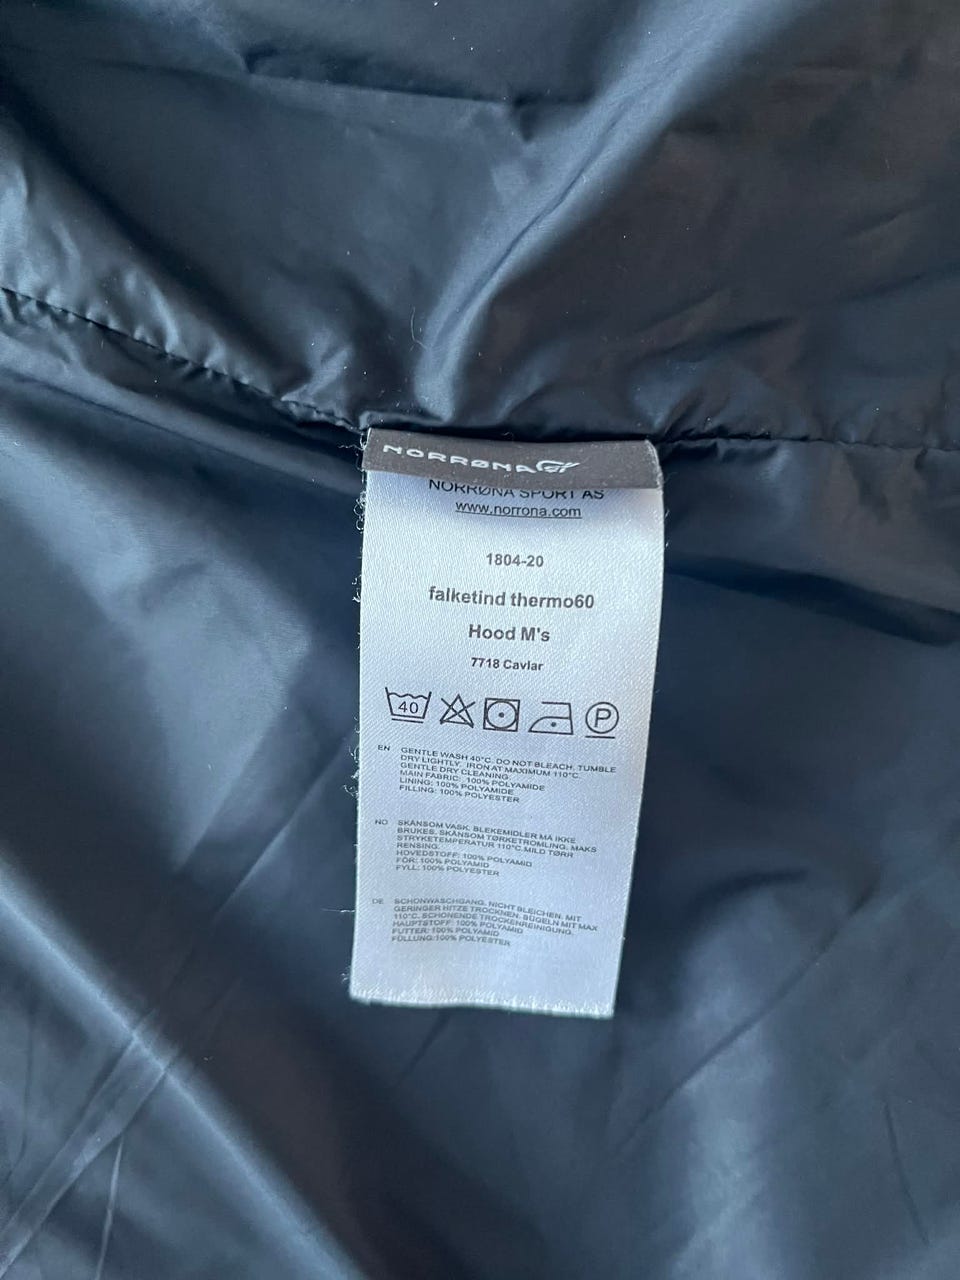 NORRØNA
NORRØNA SPORT AS
www.norrona.com
1804-20
falketind thermo60
Hood M's
7718 Caviar
40
P
EN GENTLE WASH 40°C. DO NOT BLEACH. TUMBLE
DRY LIGHTLY. IRON AT MAXIMUM 110°C.
GENTLE DRY CLEANING.
MAIN FABRIC: 100% POLYAMIDE
LINING: 100% POLYAMIDE
FILLING: 100% POLYESTER
NO SKÅNSOM VASK. BLEKEMIDLER MÅ IKKE
BRUKES. SKÅNSOM TØRKETROMLING. MAKS
STRYKETEMPERATUR 110°C. MILD TØRR
RENSING.
HOVEDSTOFF: 100% POLYAMID
FÔR: 100% POLYAMID
FYLL: 100% POLYESTER
DE SCHONWASCHGANG. NICHT BLEICHEN. MIT
GERINGER HITZE TROCKNEN. BÜGELN MIT MAX
110°C. SCHONENDE TROCKENREINIGUNG.
HAUPTSTOFF: 100% POLYAMID
FUTTER: 100% POLYAMID
FÜLLUNG:100% POLYESTER